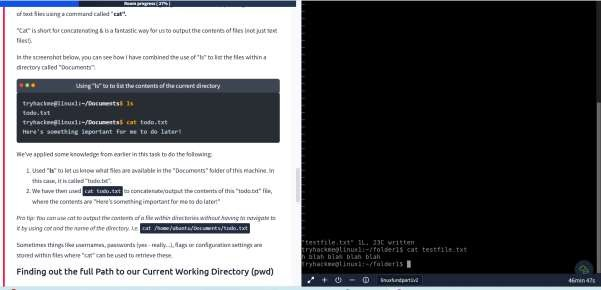 Room progress ( 27% )
of text files using a command called "cat".
"Cat" is short for concatenating & is a fantastic way for us to output the contents of files (not just text
files!).
In the screenshot below, you can see how I have combined the use of "ls" to list the files within a
directory called "Documents":
Using "ls" to to list the contents of the current directory
tryhackme@linux1:~/Documents$ ls
todo.txt
tryhackme@linux1:~/Documents$ cat todo.txt
Here's something important for me to do later!
We've applied some knowledge from earlier in this task to do the following:
1. Used "ls" to let us know what files are available in the "Documents" folder of this machine. In
this case, it is called "todo.txt".
2. We have then used cat todo.txt to concatenate/output the contents of this "todo.txt" file,
where the contents are "Here's something important for me to do later!"
Pro tip: You can use cat to output the contents of a file within directories without having to navigate to
it by using cat and the name of the directory. i.e. cat /home/ubuntu/Documents/todo.txt
Sometimes things like usernames, passwords (yes - really...), flags or configuration settings are
stored within files where "cat" can be used to retrieve these.
Finding out the full Path to our Current Working Directory (pwd)
"testfile.txt" 1L, 23C written
tryhackme@linux1:~/folder1$ cat testfile.txt
h blah blah blah blah
tryhackme@linux1:~/folder1$
linuxfundpart1v2
46min 47s